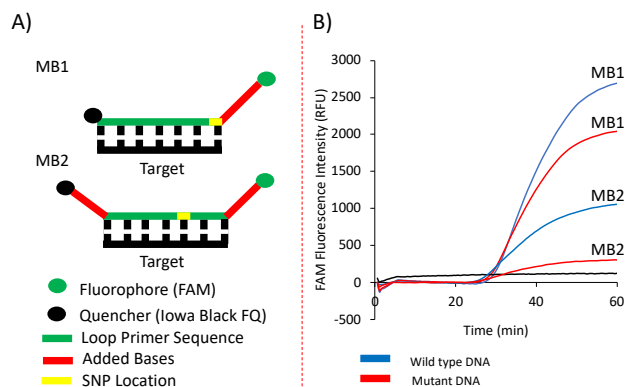 A)
MB1
Target
MB2
Target
Fluorophore (FAM)
Quencher (Iowa Black FQ)
Loop Primer Sequence
Added Bases
SNP Location
B)
FAM Fluorescence Intensity (RFU)
3000
2500
2000
1500
1000
500
0
-500
0
20
40
60
Time (min)
MB1
MB1
MB2
MB2
Wild type DNA
Mutant DNA